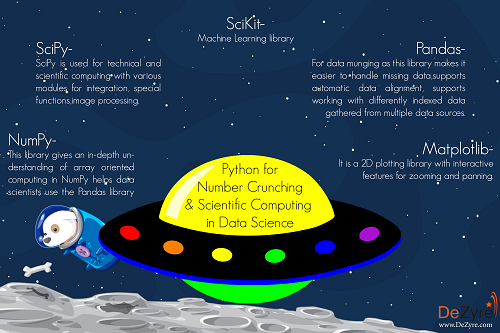 SciKit-
Machine Learning library
SciPy-
SciPy is used for technical and
scientific computing with various
modules for integration, special
functions,image processing.
Pandas-
For data munging as this library makes it
easier to handle missing data,supports
automatic data alignment, supports
working with differently indexed data
gathered from multiple data sources.
NumPy-
This library gives an in-depth un-
derstanding of array oriented
computing in NumPy helps data
scientists use the Pandas library
Matplotlib-
It is a 2D plotting library with interactive
features for zooming and panning.
Python for
Number Crunching
& Scientific Computing
in Data Science
DeZyre
www.DeZyre.com